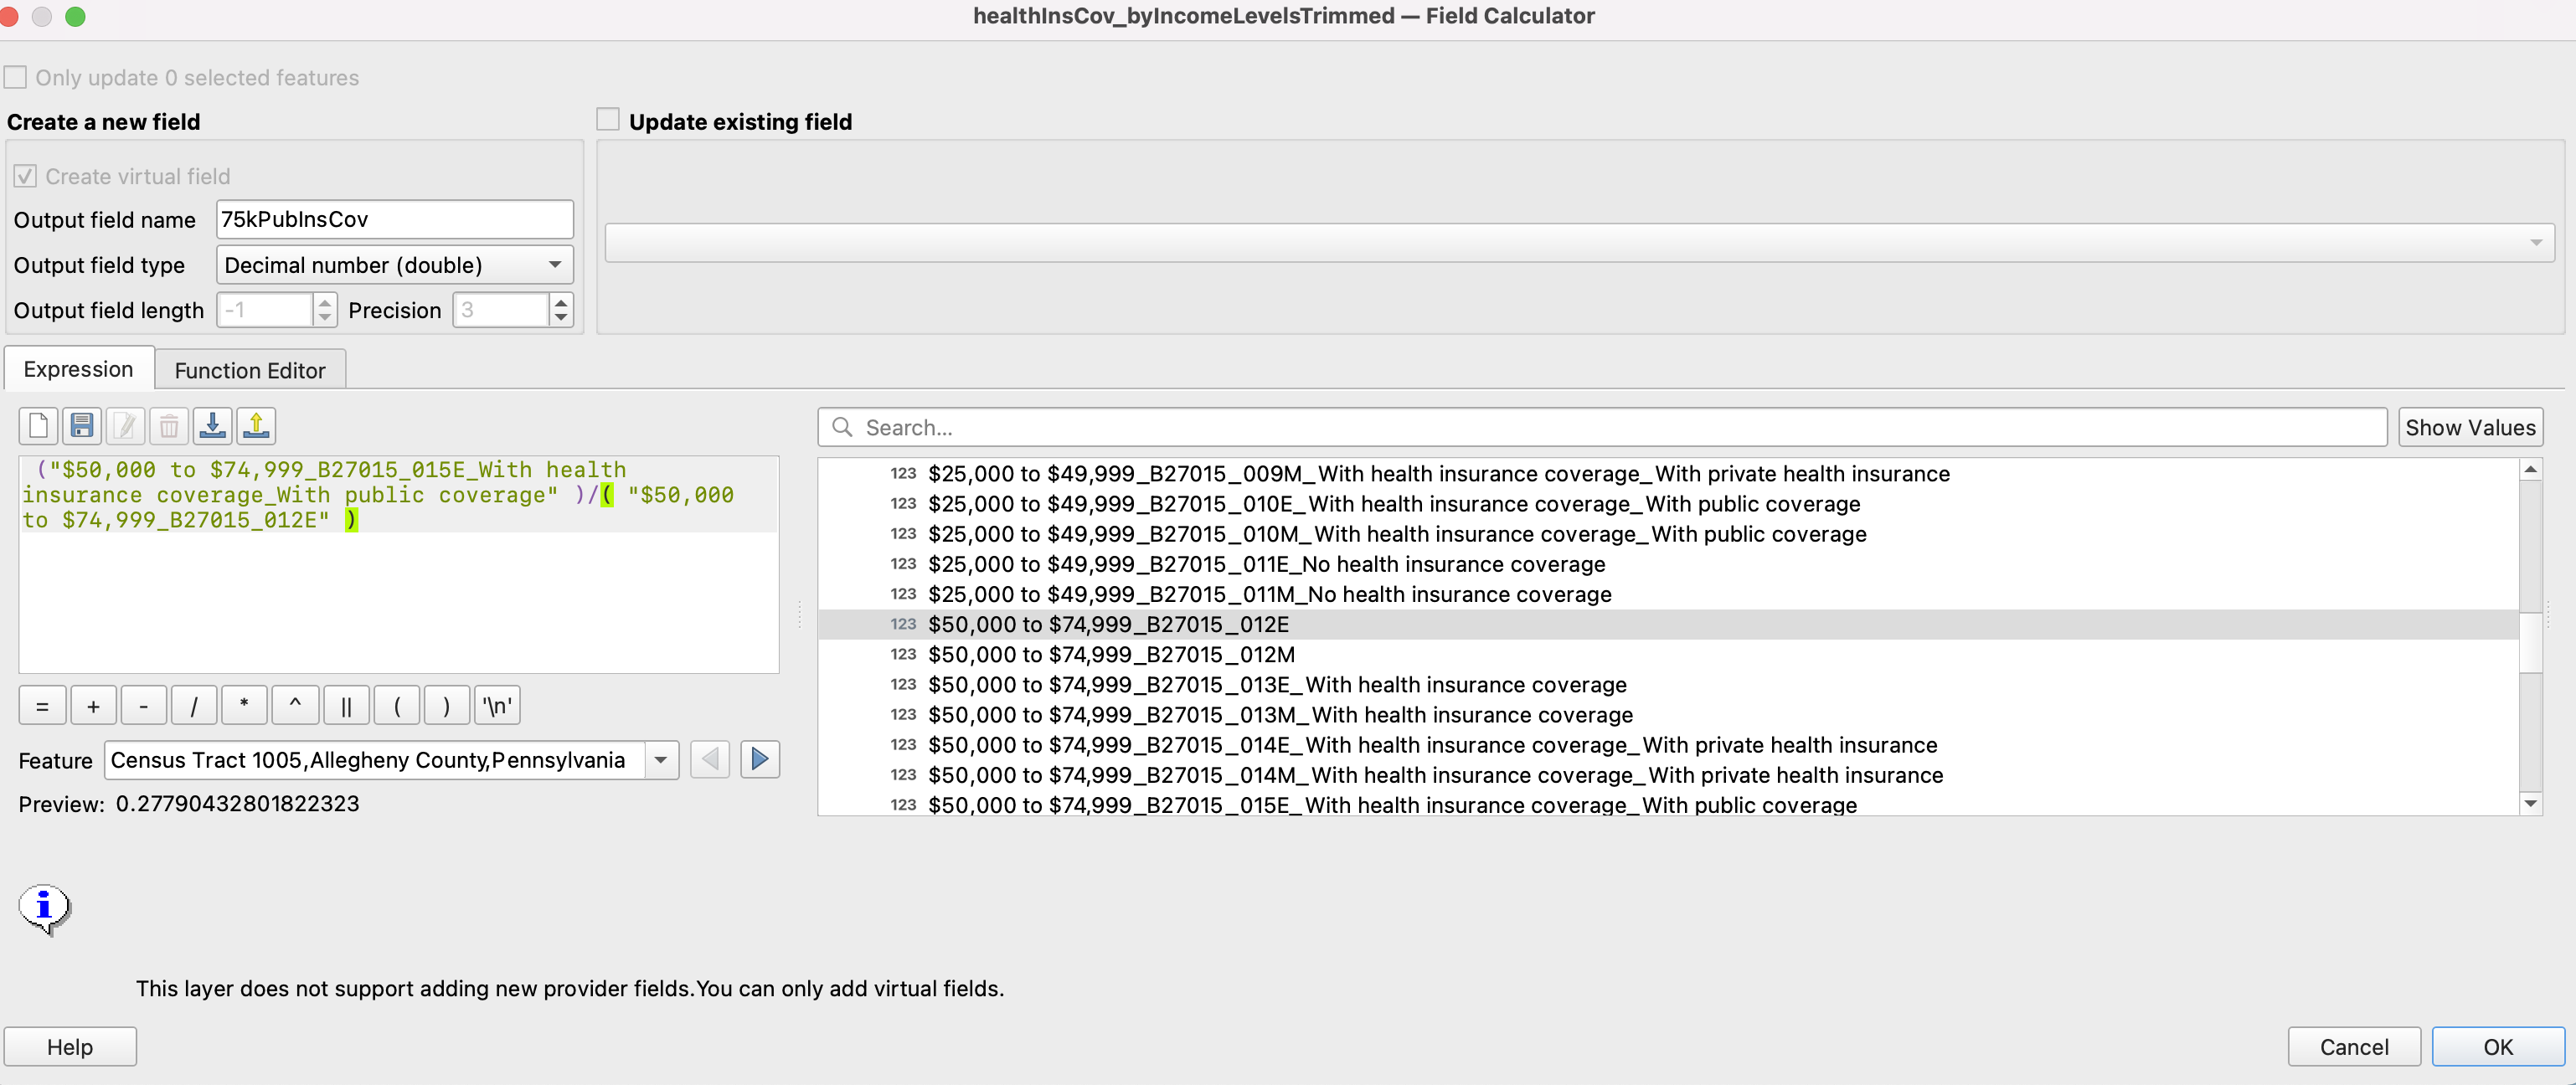 healthInsCov_byIncomeLevelsTrimmed — Field Calculator
Only update 0 selected features
Create a new field
Update existing field
Create virtual field
Output field name 75kPubInsCov
Output field type Decimal number (double)
Output field length -1 Precision 3
Expression Function Editor
Search... Show Values
("$50,000 to $74,999_B27015_015E_With health
insurance coverage_With public coverage" )/( "$50,000
to $74,999_B27015_012E" )
123 $25,000 to $49,999_B27015_009M_With health insurance coverage_With private health insurance
123 $25,000 to $49,999_B27015_010E_With health insurance coverage_With public coverage
123 $25,000 to $49,999_B27015_010M_With health insurance coverage_With public coverage
123 $25,000 to $49,999_B27015_011E_No health insurance coverage
123 $25,000 to $49,999_B27015_011M_No health insurance coverage
123 $50,000 to $74,999_B27015_012E
123 $50,000 to $74,999_B27015_012M
123 $50,000 to $74,999_B27015_013E_With health insurance coverage
123 $50,000 to $74,999_B27015_013M_With health insurance coverage
123 $50,000 to $74,999_B27015_014E_With health insurance coverage_With private health insurance
123 $50,000 to $74,999_B27015_014M_With health insurance coverage_With private health insurance
123 $50,000 to $74,999_B27015_015E_With health insurance coverage_With public coverage
= + - / * ^ || ( ) '\n'
Feature Census Tract 1005,Allegheny County,Pennsylvania
Preview: 0.27790432801822323
This layer does not support adding new provider fields.You can only add virtual fields.
Help Cancel OK